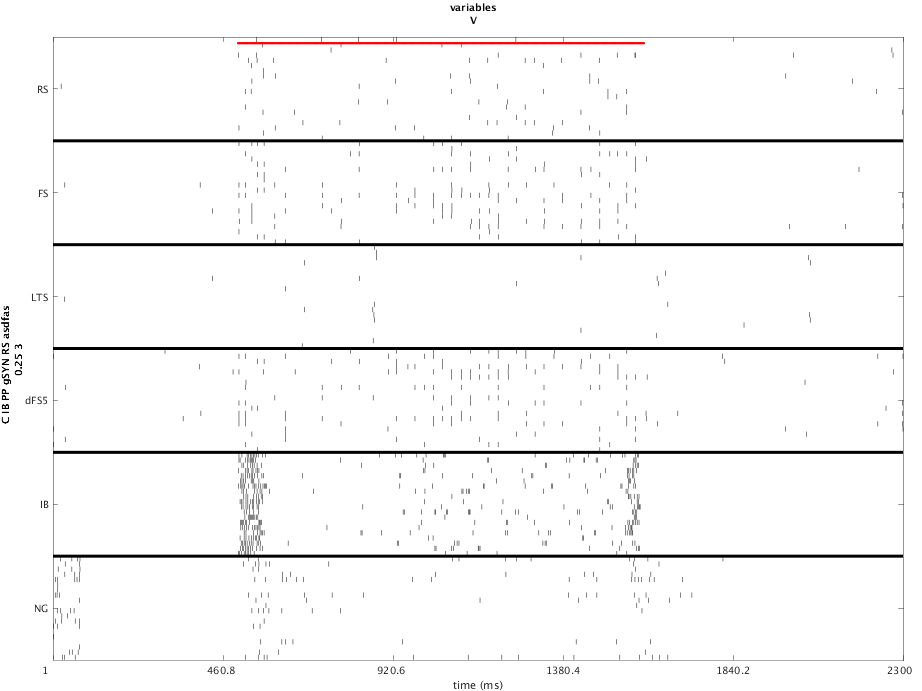 variables
V
RS
FS
LTS
dFS5
IB
NG
C IB PP gSYN RS asdfas
0.25 3
1
460.8
920.6
1380.4
1840.2
2300
time (ms)